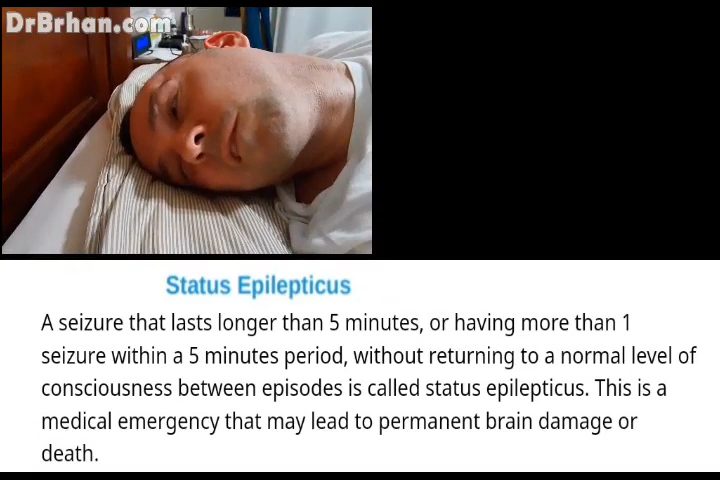 DrBrhan.com
Status Epilepticus
A seizure that lasts longer than 5 minutes, or having more than 1
seizure within a 5 minutes period, without returning to a normal level of
consciousness between episodes is called status epilepticus. This is a
medical emergency that may lead to permanent brain damage or
death.